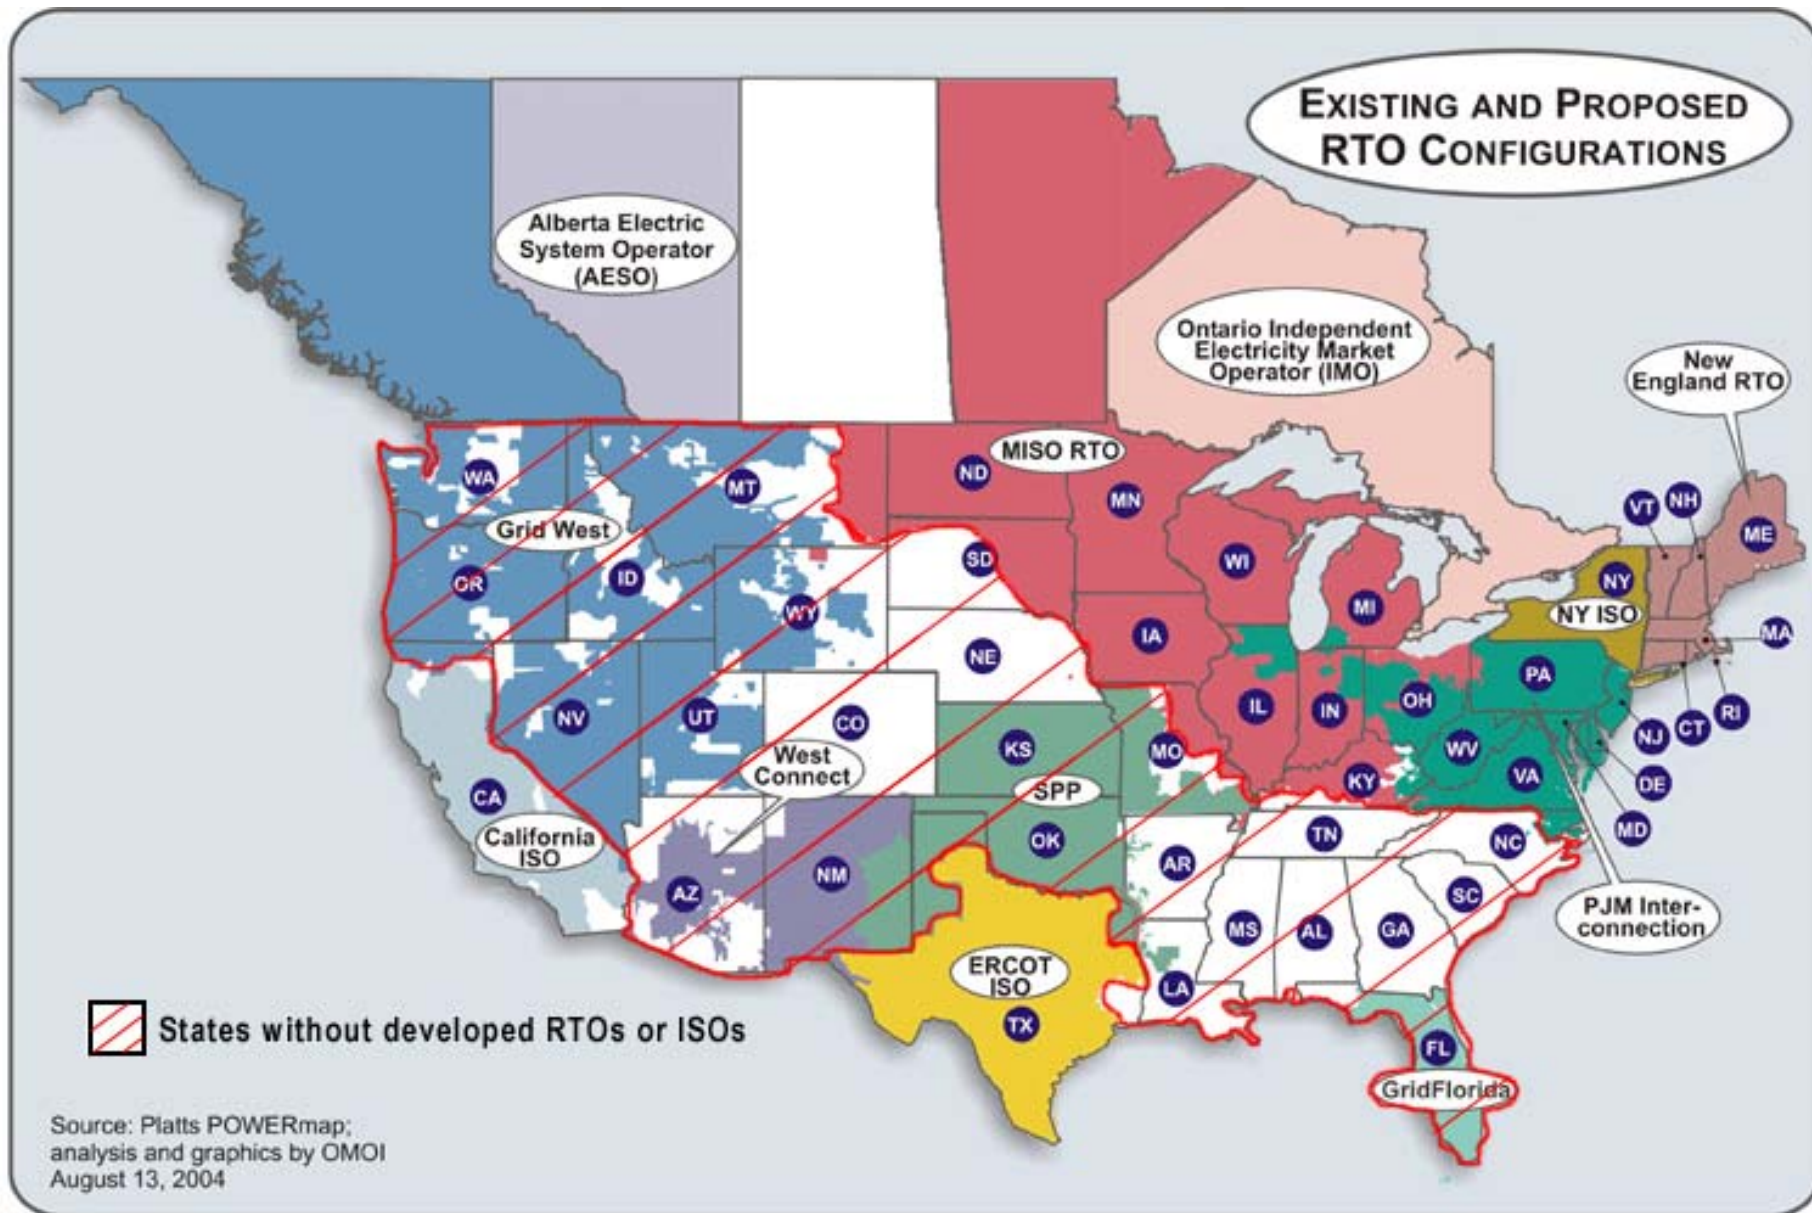 EXISTING AND PROPOSED
RTO CONFIGURATIONS
Alberta Electric
System Operator
(AESO)
Ontario Independent
Electricity Market
Operator (IMO)
New
England RTO
MISO RTO
WA
MT
ND
MN
VT
NH
ME
Grid West
OR
ID
SD
WI
MI
NY
NY ISO
WY
IA
MA
NE
PA
NV
UT
CO
IL
IN
OH
NJ
CT
RI
West
Connect
KS
MO
WV
KY
VA
DE
CA
SPP
California
ISO
OK
TN
NC
MD
AZ
NM
AR
SC
PJM Inter-
connection
MS
AL
GA
ERCOT
ISO
LA
TX
FL
GridFlorida
States without developed RTOs or ISOs
Source: Platts POWERmap;
analysis and graphics by OMOI
August 13, 2004